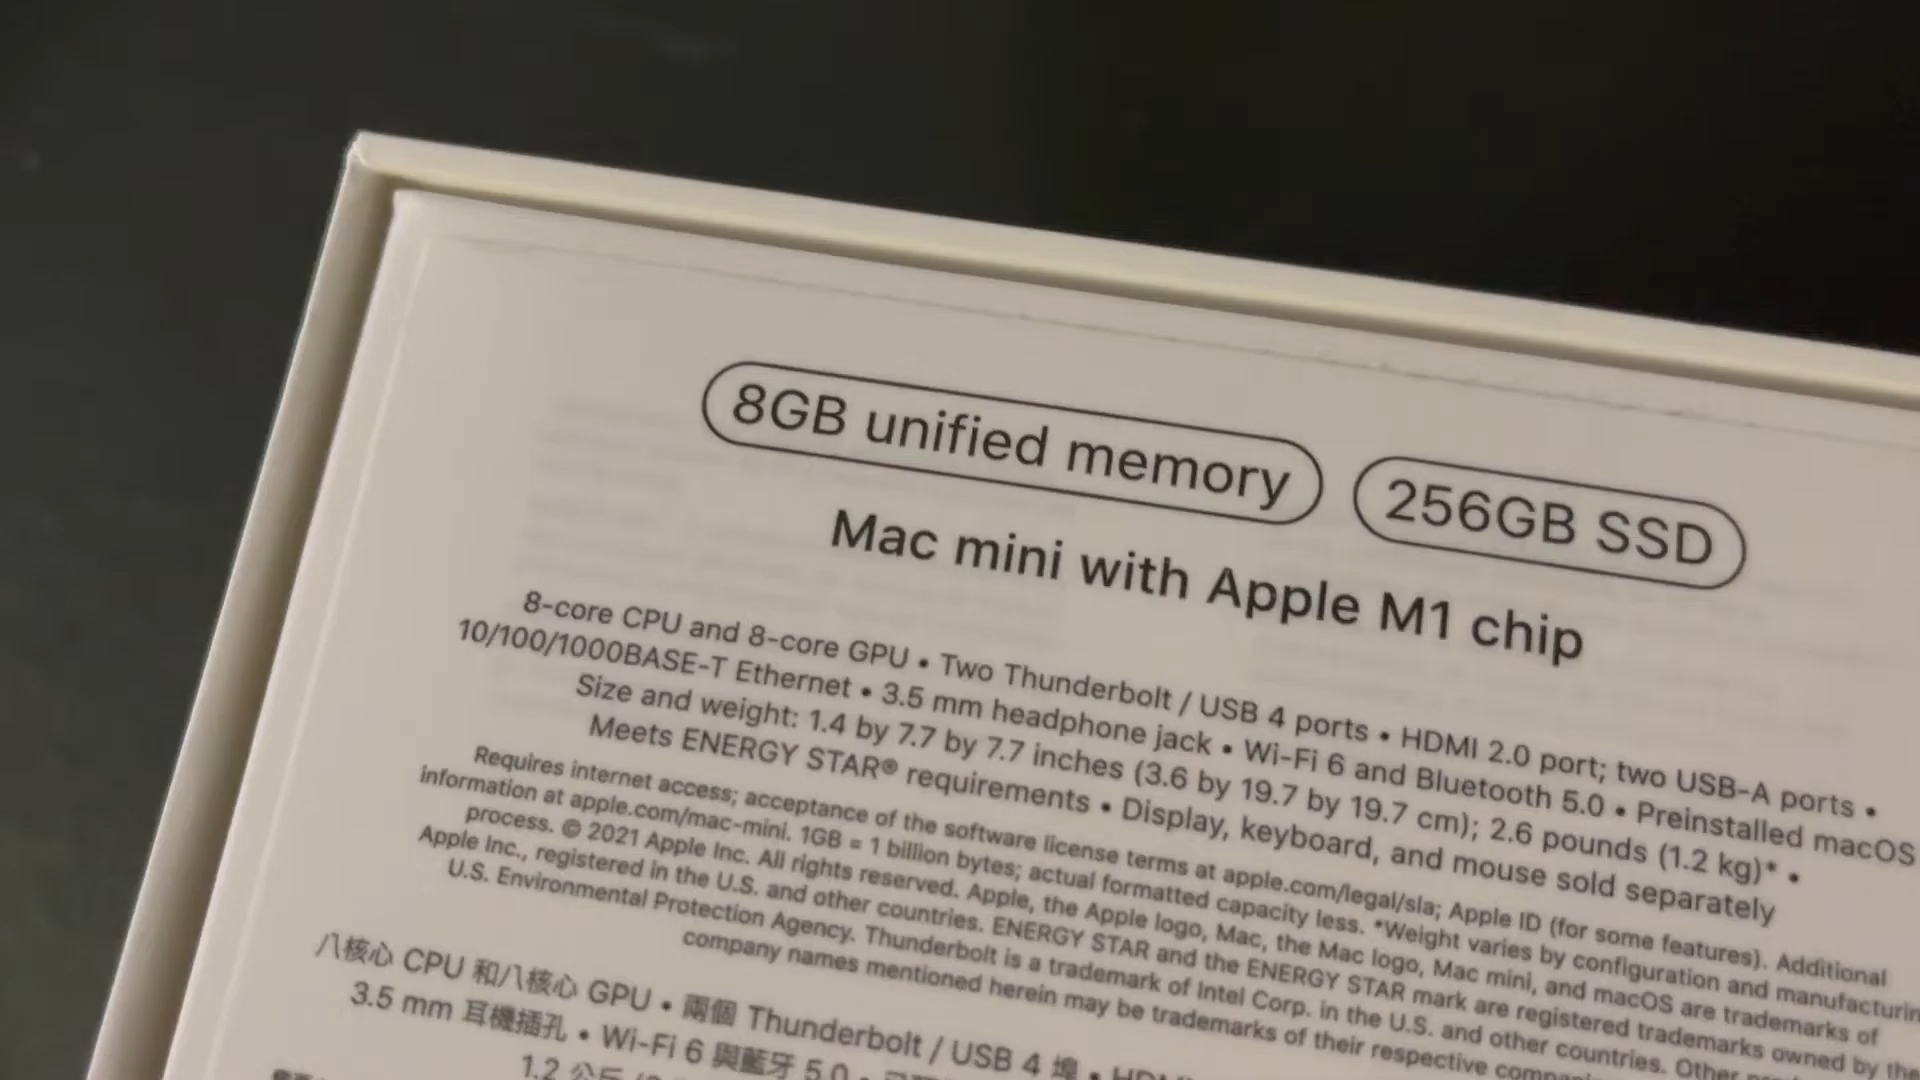 8GB unified memory
256GB SSD
Mac mini with Apple M1 chip
8-core CPU and 8-core GPU • Two Thunderbolt / USB 4 ports • HDMI 2.0 port; two USB-A ports •
10/100/1000BASE-T Ethernet • 3.5 mm headphone jack • Wi-Fi 6 and Bluetooth 5.0 • Preinstalled macOS
Size and weight: 1.4 by 7.7 by 7.7 inches (3.6 by 19.7 by 19.7 cm); 2.6 pounds (1.2 kg)* •
Meets ENERGY STAR® requirements • Display, keyboard, and mouse sold separately
Requires internet access; acceptance of the software license terms at apple.com/legal/sla; Apple ID (for some features). Additional
information at apple.com/mac-mini. 1GB = 1 billion bytes; actual formatted capacity less. *Weight varies by configuration and manufacturin
process. © 2021 Apple Inc. All rights reserved. Apple, the Apple logo, Mac, the Mac logo, Mac mini, and macOS are trademarks of
Apple Inc., registered in the U.S. and other countries. ENERGY STAR and the ENERGY STAR mark are registered trademarks owned by the
U.S. Environmental Protection Agency. Thunderbolt is a trademark of Intel Corp. in the U.S. and other countries. Other
company names mentioned herein may be trademarks of their respective
八核心 CPU 和八核心 GPU • 兩個 Thunderbolt / USB 4 埠 •
3.5 mm 耳機插孔 • Wi-Fi 6 與藍牙 5.0 •
1.2 公斤